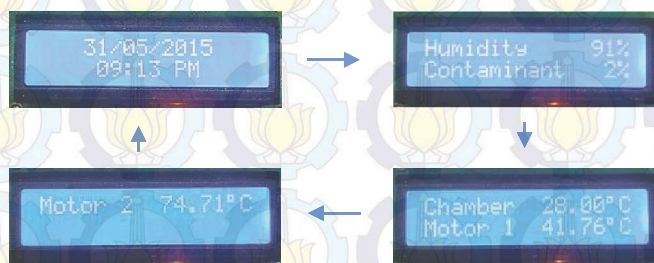 31/05/2015
09:13 PM
Humidity 91%
Contaminant 2%
Chamber 28.00°C
Motor 1 41.76°C
Motor 2 74.71°C